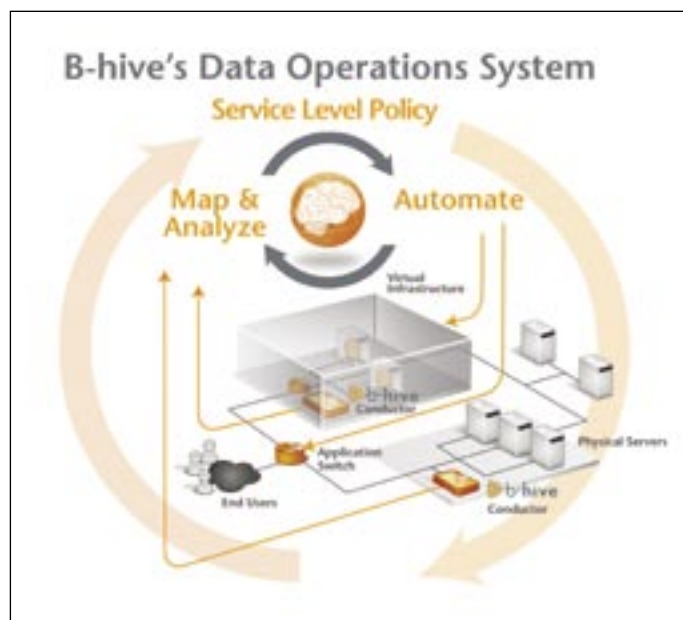 B-hive's Data Operations System
Service Level Policy
Map &
Analyze
Automate
Virtual
Infrastructure
b·hive
Conductor
Application
Switch
Physical Servers
End Users
b·hive
Conductor